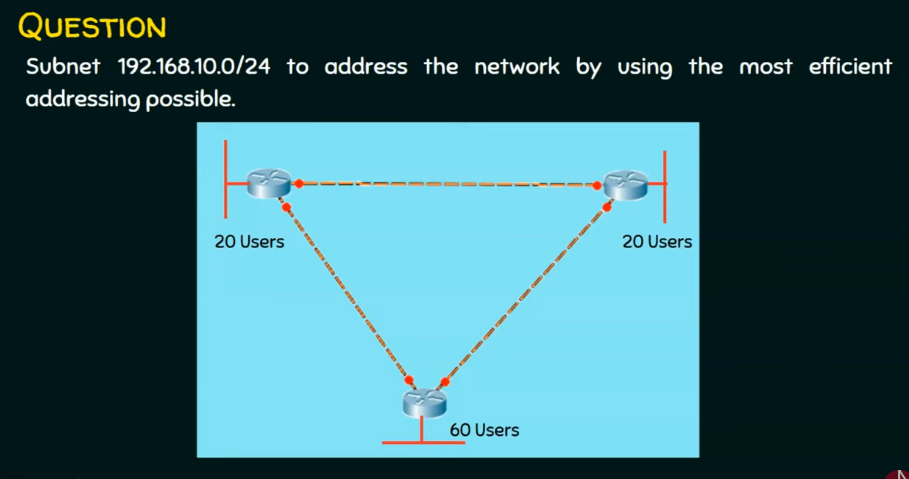 QUESTION
Subnet 192.168.10.0/24 to address the network by using the most efficient
addressing possible.
20 Users
20 Users
60 Users
N